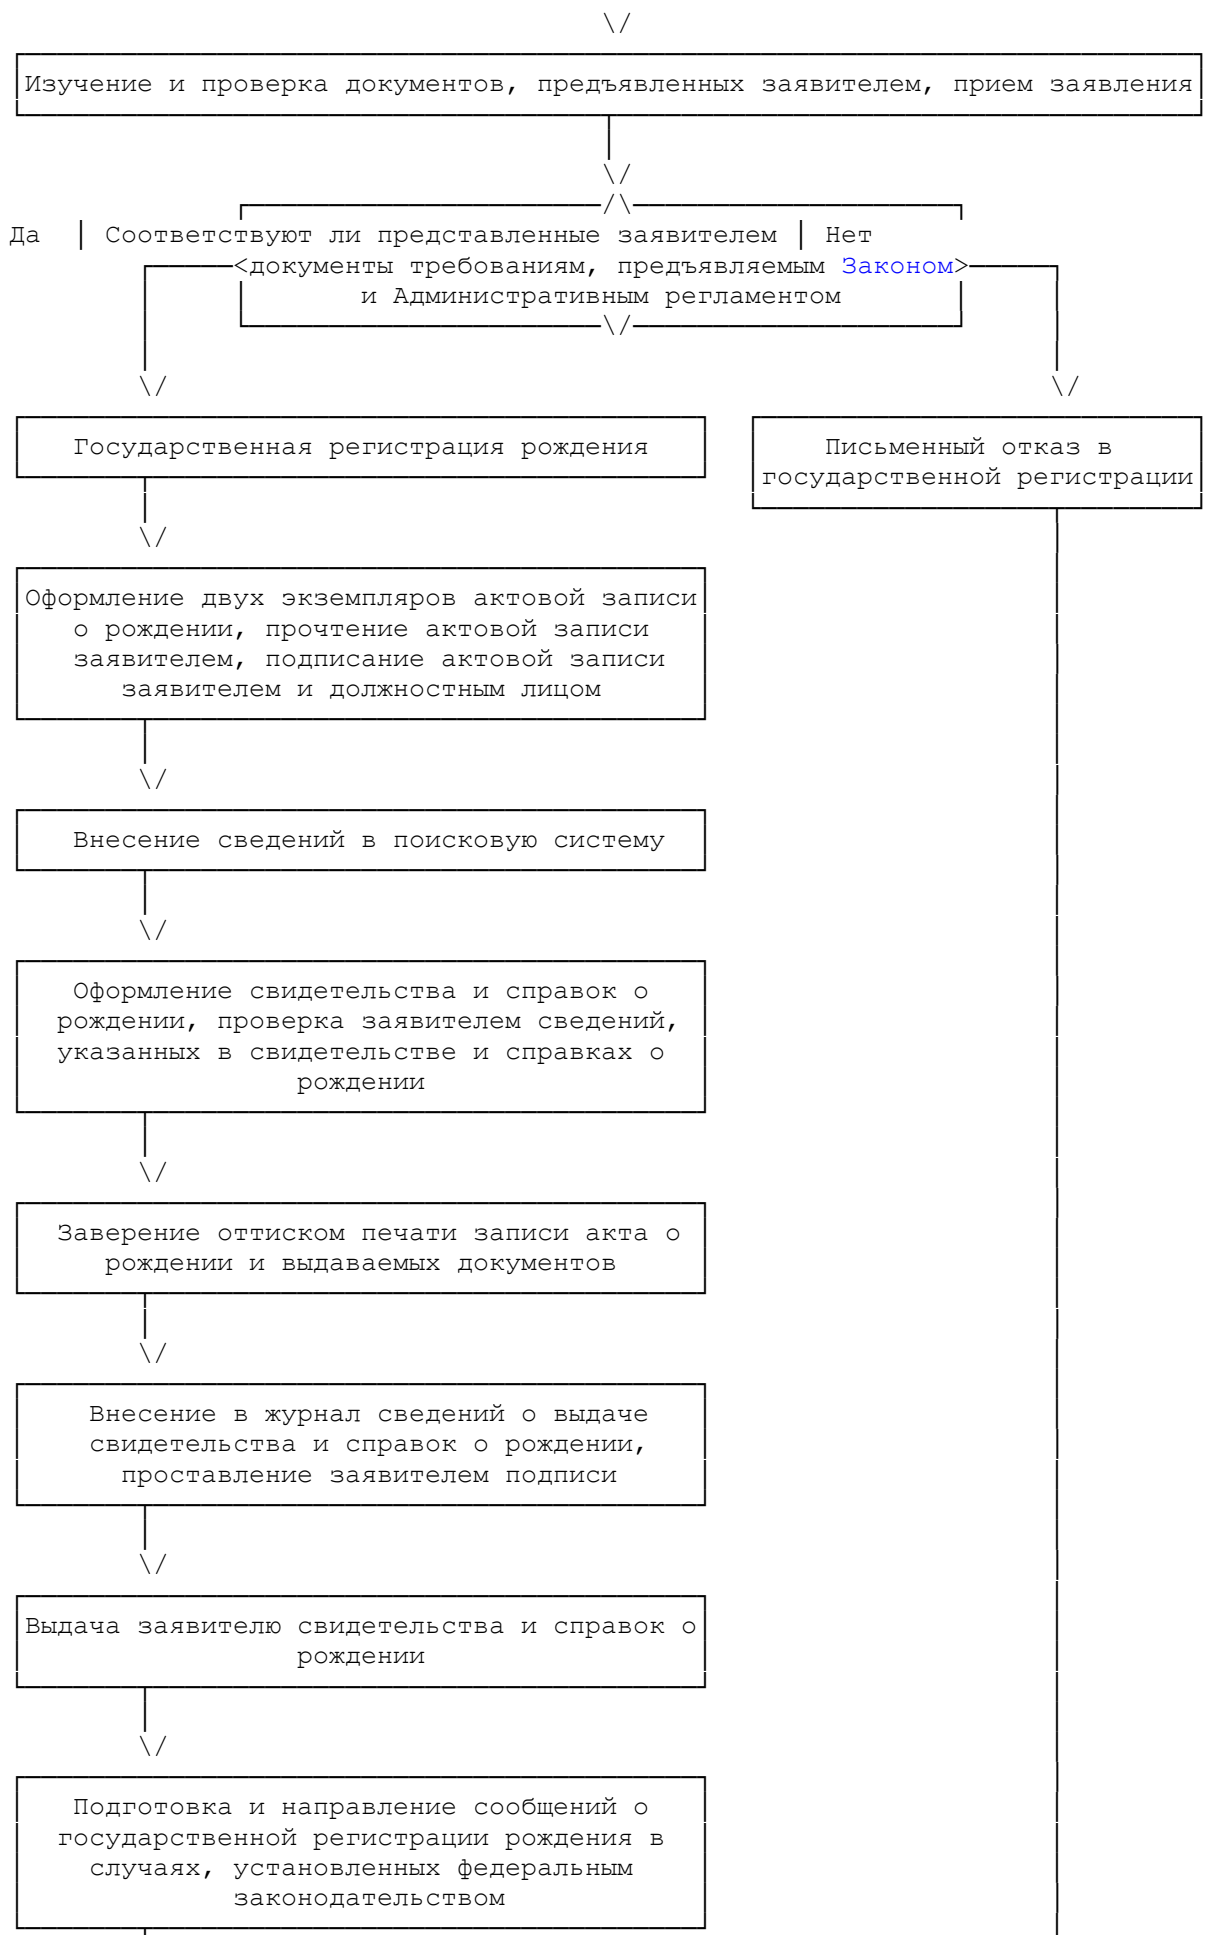 Изучение и проверка документов, предъявленных заявителем, прием заявления
Да | Соответствуют ли представленные заявителем | Нет
<документы требованиям, предъявляемым Законом>
и Административным регламентом
Государственная регистрация рождения
Письменный отказ в
государственной регистрации
Оформление двух экземпляров актовой записи
о рождении, прочтение актовой записи
заявителем, подписание актовой записи
заявителем и должностным лицом
Внесение сведений в поисковую систему
Оформление свидетельства и справок о
рождении, проверка заявителем сведений,
указанных в свидетельстве и справках о
рождении
Заверение оттиском печати записи акта о
рождении и выдаваемых документов
Внесение в журнал сведений о выдаче
свидетельства и справок о рождении,
проставление заявителем подписи
Выдача заявителю свидетельства и справок о
рождении
Подготовка и направление сообщений о
государственной регистрации рождения в
случаях, установленных федеральным
законодательством